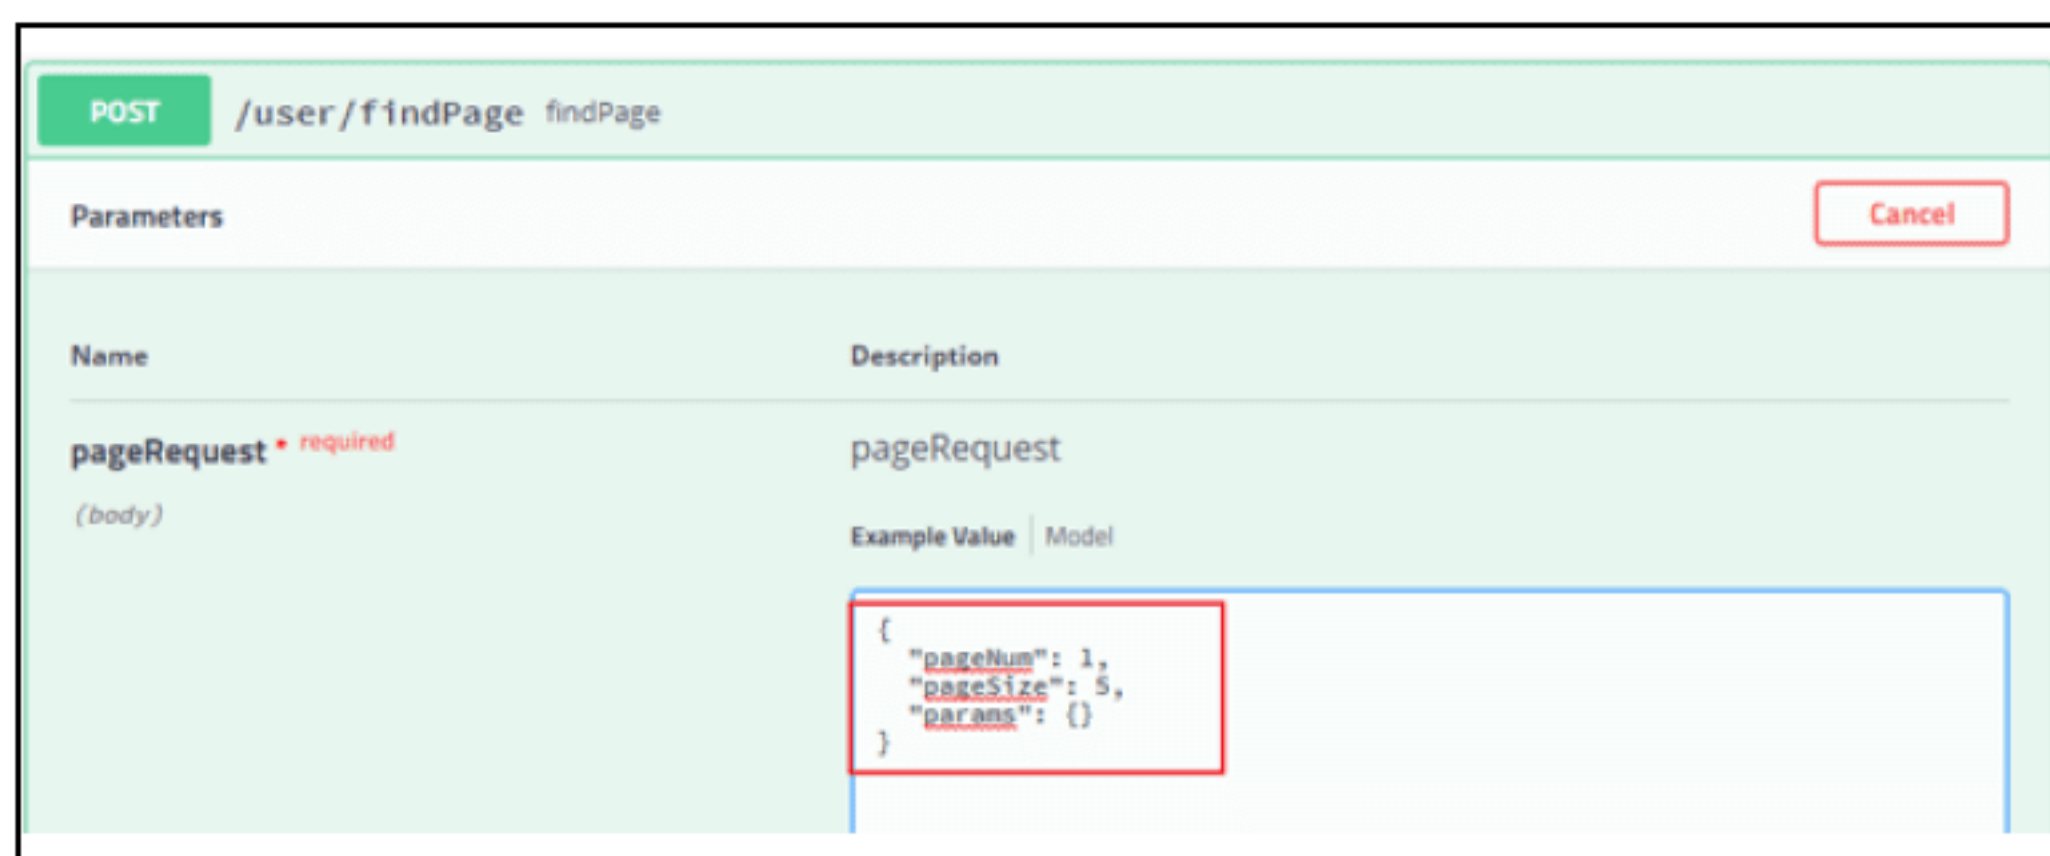 POST /user/findPage findPage
Parameters Cancel
Name Description
pageRequest * required pageRequest
(body)
Example Value Model
{
"pageNum": 1,
"pageSize": 5,
"params": {}
}